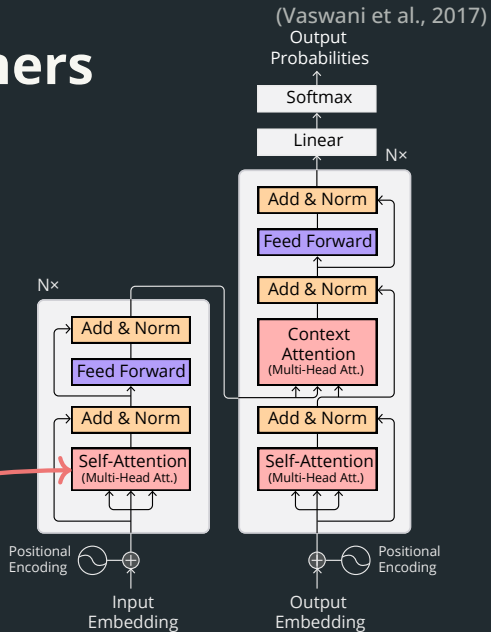 (Vaswani et al., 2017)
ners
Output
Probabilities
Softmax
Linear
N×
Add & Norm
Feed Forward
Add & Norm
Context
Attention
(Multi-Head Att.)
Add & Norm
Self-Attention
(Multi-Head Att.)
N×
Add & Norm
Feed Forward
Add & Norm
Self-Attention
(Multi-Head Att.)
Positional
Encoding
Input
Embedding
Positional
Encoding
Output
Embedding